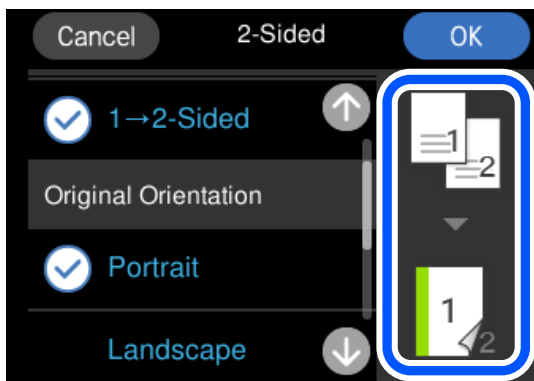 Cancel 2-Sided OK
1→2-Sided
Original Orientation
Portrait
Landscape
1
2
1
2